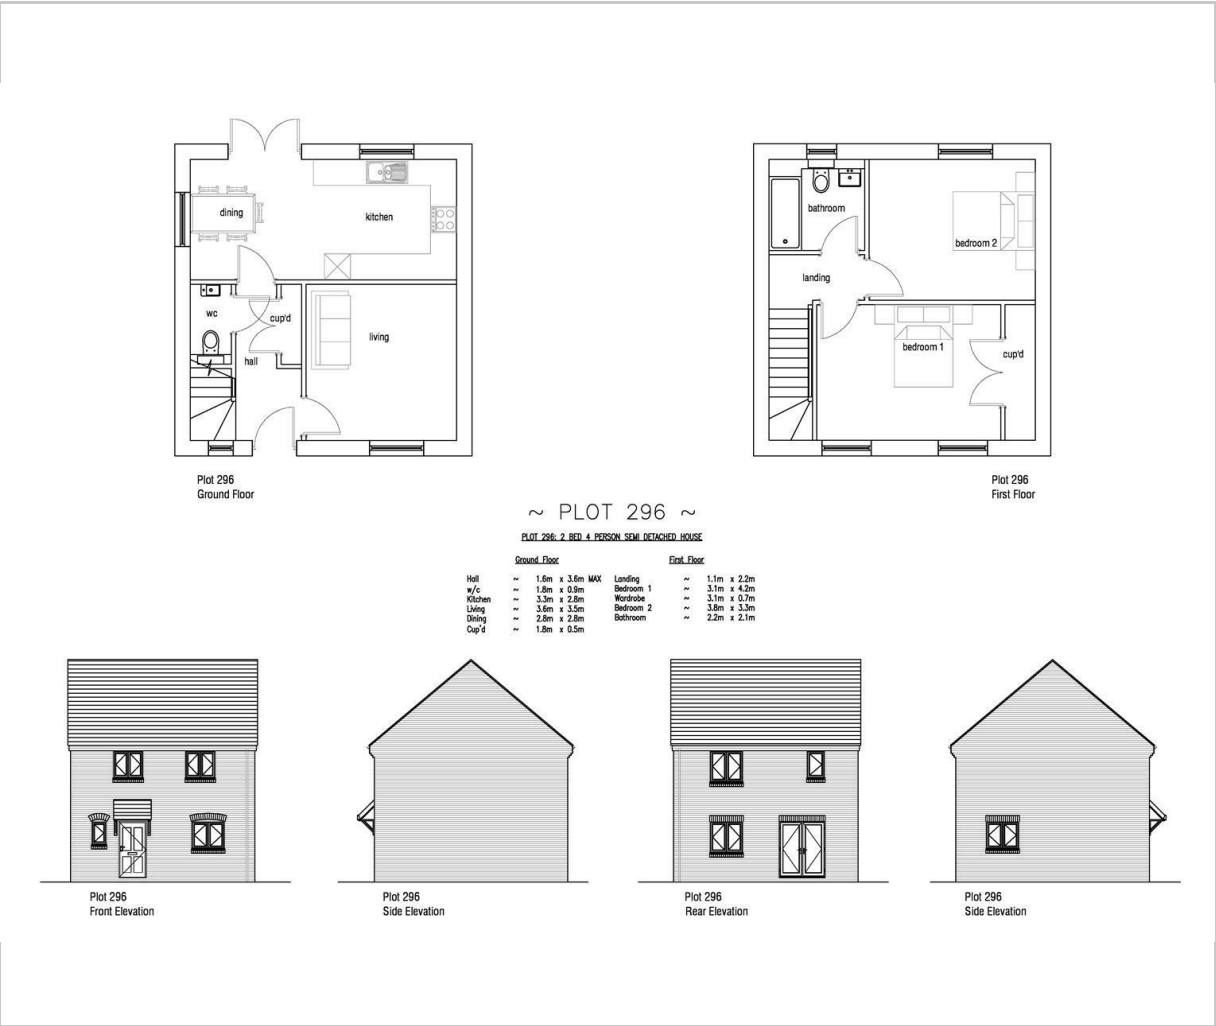 dining
kitchen
wc
cup'd
hall
living
Plot 296
Ground Floor
bathroom
bedroom 2
landing
bedroom 1
cup'd
Plot 296
First Floor
~ PLOT 296 ~
PLOT 296: 2 BED 4 PERSON SEMI DETACHED HOUSE
Ground Floor
Hall ~ 1.6m x 3.6m MAX
w/c ~ 1.8m x 0.9m
Kitchen ~ 3.3m x 2.8m
Living ~ 3.6m x 3.5m
Dining ~ 2.8m x 2.8m
Cup'd ~ 1.8m x 0.5m
First Floor
Landing ~ 1.1m x 2.2m
Bedroom 1 ~ 3.1m x 4.2m
Wardrobe ~ 3.1m x 0.7m
Bedroom 2 ~ 3.8m x 3.3m
Bathroom ~ 2.2m x 2.1m
Plot 296
Front Elevation
Plot 296
Side Elevation
Plot 296
Rear Elevation
Plot 296
Side Elevation